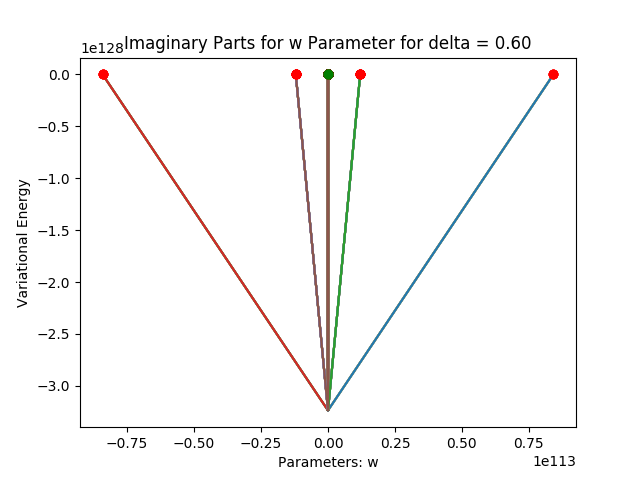 Imaginary Parts for w Parameter for delta = 0.60
1e128
0.0
−0.5
−1.0
−1.5
−2.0
−2.5
−3.0
Variational Energy
−0.75 −0.50 −0.25 0.00 0.25 0.50 0.75
1e113
Parameters: w